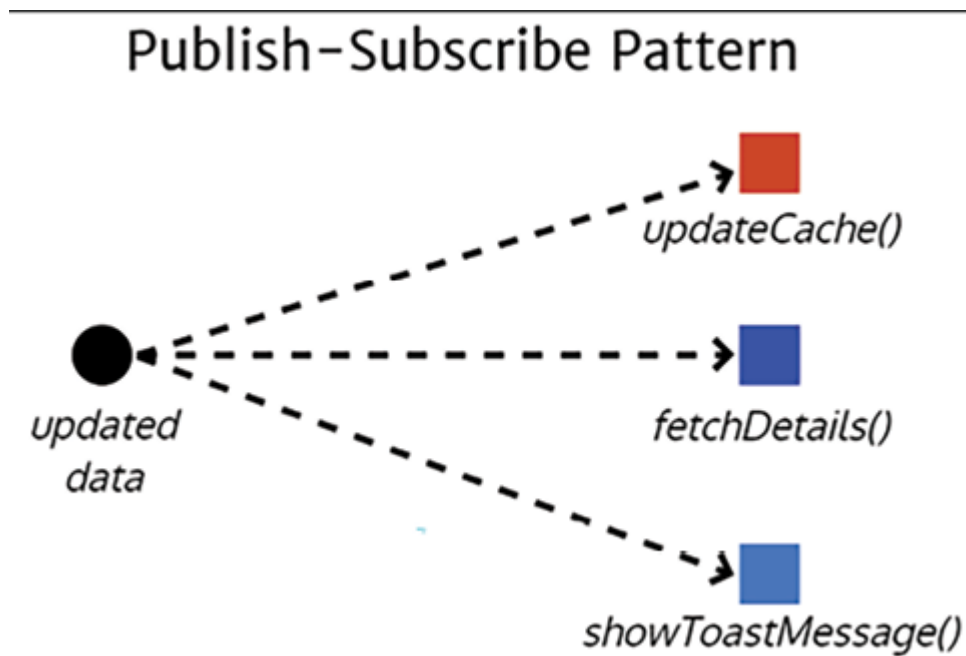 Publish-Subscribe Pattern
updateCache()
updated
data
fetchDetails()
showToastMessage()